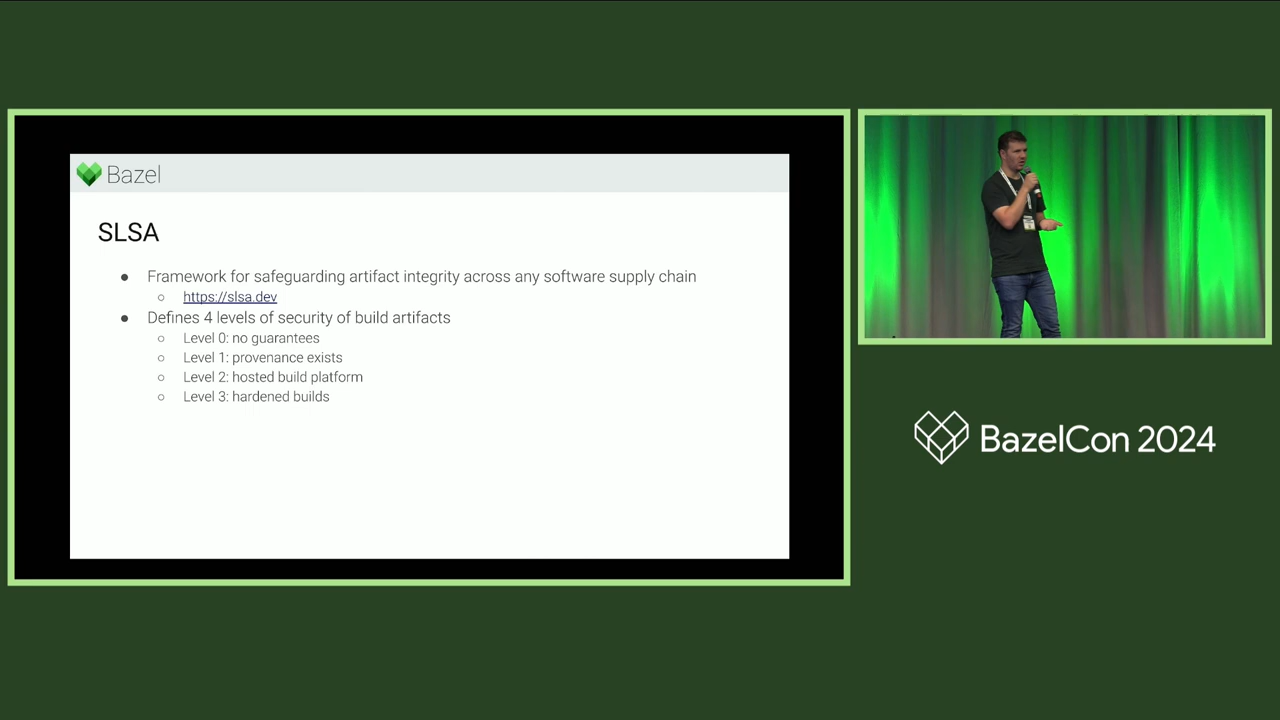 Bazel
SLSA
● Framework for safeguarding artifact integrity across any software supply chain
○ https://slsa.dev
● Defines 4 levels of security of build artifacts
○ Level 0: no guarantees
○ Level 1: provenance exists
○ Level 2: hosted build platform
○ Level 3: hardened builds
BazelCon 2024